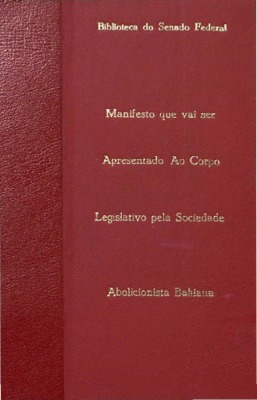 Biblioteca do Senado Federal
Manifesto que vai ser
Apresentado Ao Corpo
Legislativo pela Sociedade
Abolicionista Bahiana